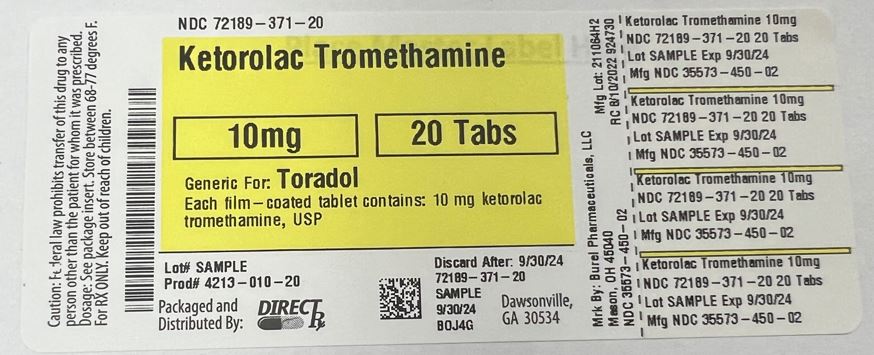 Caution: Federal law prohibits transfer of this drug to any
person other than the patient for whom it was prescribed.
Dosage: See package insert. Store between 68-77 degrees F.
For RX ONLY. Keep out of reach of children.
NDC 72189-371-20
Ketorolac Tromethamine
10mg
20 Tabs
Generic For: Toradol
Each film-coated tablet contains: 10 mg ketorolac
tromethamine, USP
Lot# SAMPLE
Prod# 4213-010-20
Packaged and
Distributed By:
DIRECT Rx
Discard After: 9/30/24
72189-371-20
SAMPLE
9/30/24
BOJ4G
Dawsonville,
GA 30534
Mfg Lot: 211064H2
RC 8/10/2022 924730
Mrk By: Burel Pharmaceuticals, LLC
Mason, OH 45040
NDC 35573-450-02
Ketorolac Tromethamine 10mg
NDC 72189-371-20 20 Tabs
Lot SAMPLE Exp 9/30/24
Mfg NDC 35573-450-02
Ketorolac Tromethamine 10mg
NDC 72189-371-20 20 Tabs
Lot SAMPLE Exp 9/30/24
Mfg NDC 35573-450-02
Ketorolac Tromethamine 10mg
NDC 72189-371-20 20 Tabs
Lot SAMPLE Exp 9/30/24
Mfg NDC 35573-450-02
Ketorolac Tromethamine 10mg
NDC 72189-371-20 20 Tabs
Lot SAMPLE Exp 9/30/24
Mfg NDC 35573-450-02